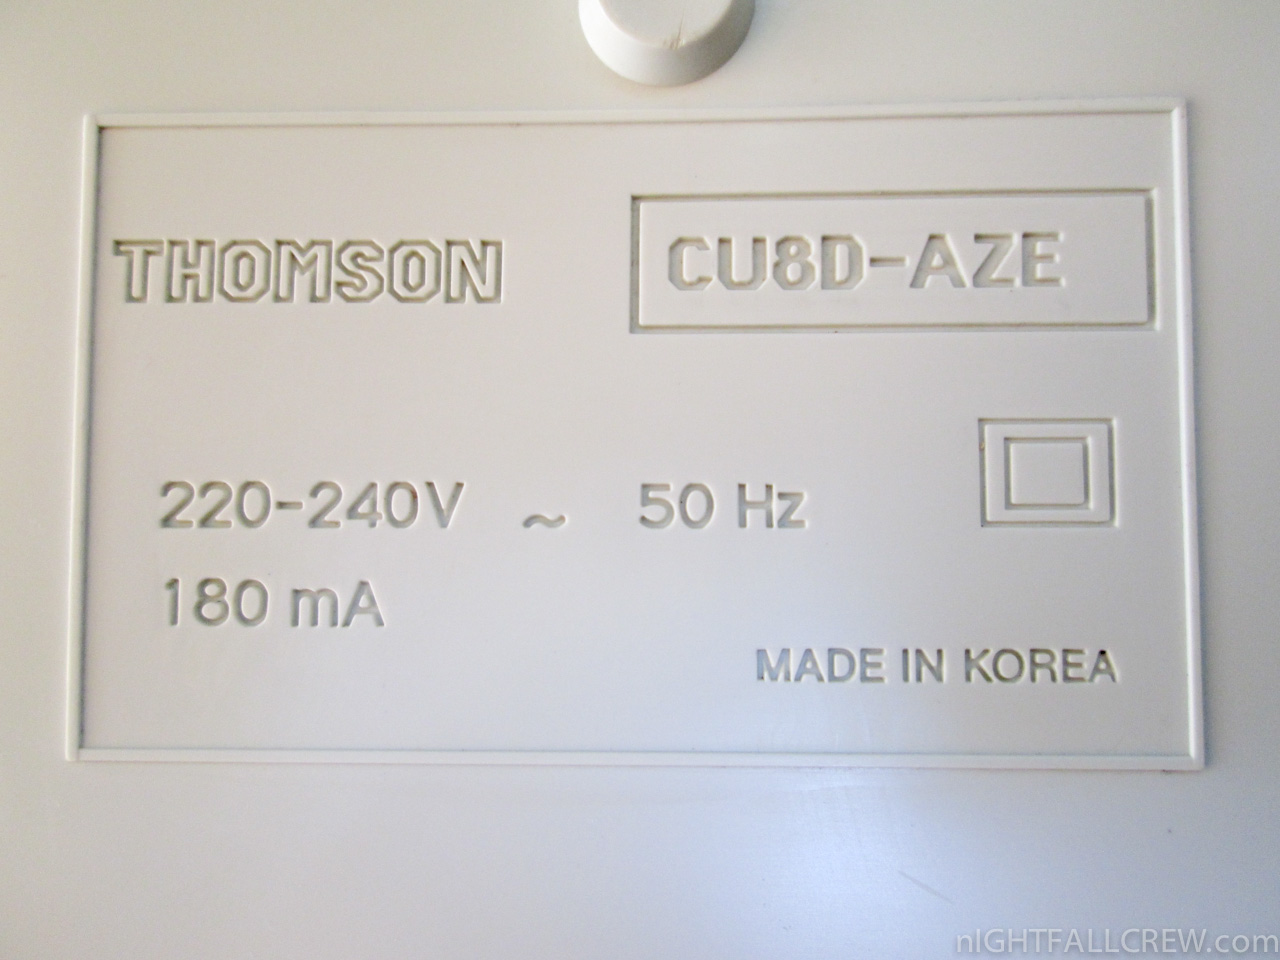 THOMSON
CU8D-AZE
220-240V ~ 50 Hz
180 mA
MADE IN KOREA
nIGHTFALLCREW.com